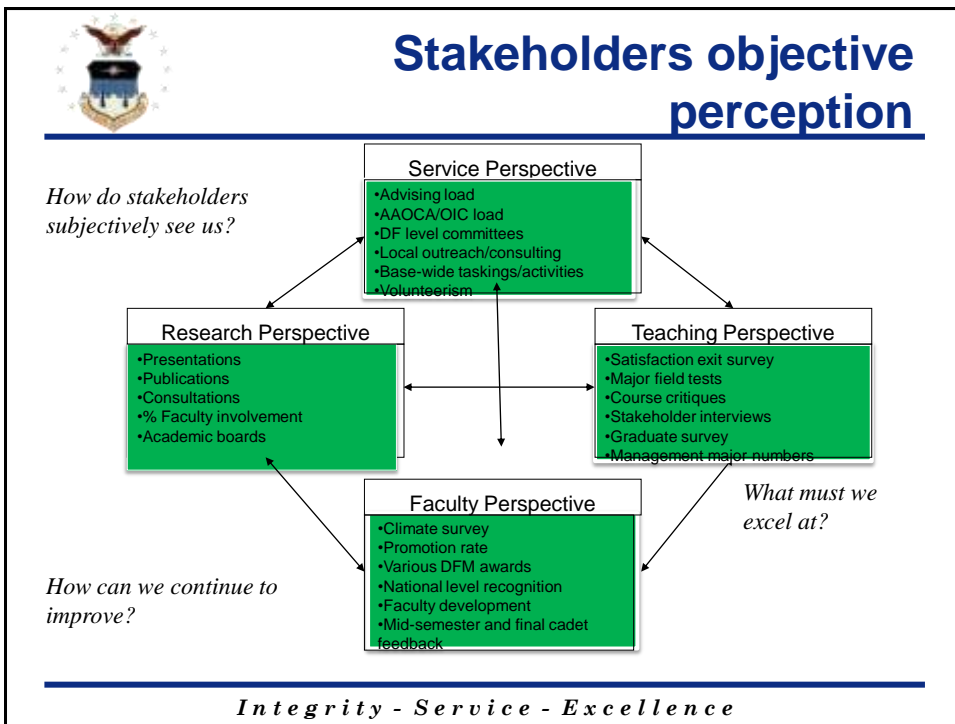 Stakeholders objective
perception
How do stakeholders
subjectively see us?
Service Perspective
•Advising load
•AAOCA/OIC load
•DF level committees
•Local outreach/consulting
•Base-wide taskings/activities
•Volunteerism
Research Perspective
•Presentations
•Publications
•Consultations
•% Faculty involvement
•Academic boards
Teaching Perspective
•Satisfaction exit survey
•Major field tests
•Course critiques
•Stakeholder interviews
•Graduate survey
•Management major numbers
What must we
excel at?
Faculty Perspective
•Climate survey
•Promotion rate
•Various DFM awards
•National level recognition
•Faculty development
•Mid-semester and final cadet
feedback
How can we continue to
improve?
Integrity - Service - Excellence